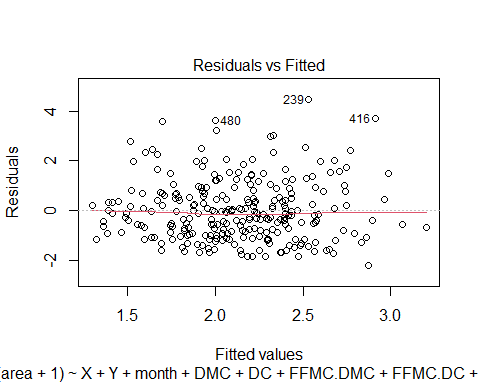 Residuals vs Fitted
Residuals
4
2
0
-2
239
416
480
1.5 2.0 2.5 3.0
Fitted values
(area + 1) ~ X + Y + month + DMC + DC + FFMC.DMC + FFMC.DC +